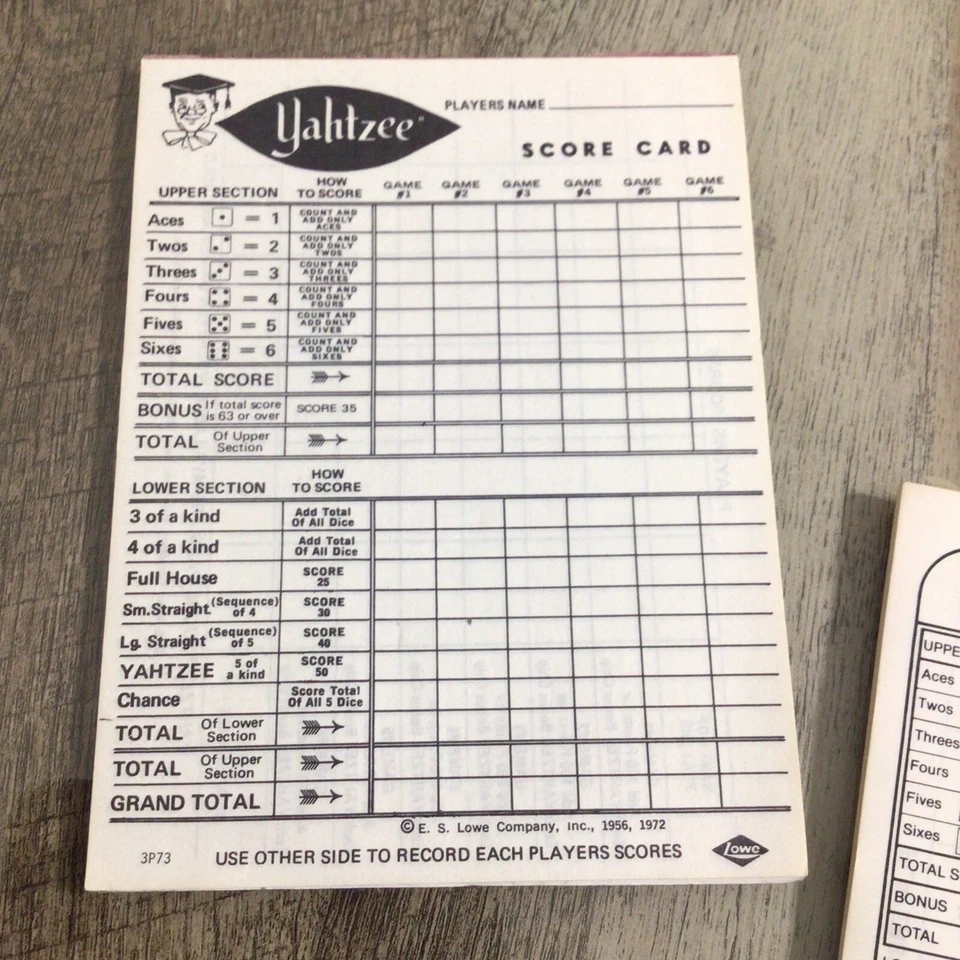 Yahtzee"
PLAYERS NAME
SCORE CARD
UPPER SECTION HOW TO SCORE GAME #1 GAME #2 GAME #3 GAME #4 GAME #5 GAME #6
Aces = 1 COUNT AND ADD ONLY ACES
Twos = 2 COUNT AND ADD ONLY TWOS
Threes = 3 COUNT AND ADD ONLY THREES
Fours = 4 COUNT AND ADD ONLY FOURS
Fives = 5 COUNT AND ADD ONLY FIVES
Sixes = 6 COUNT AND ADD ONLY SIXES
TOTAL SCORE
BONUS If total score is 63 or over SCORE 35
TOTAL Of Upper Section
LOWER SECTION HOW TO SCORE
3 of a kind Add Total Of All Dice
4 of a kind Add Total Of All Dice
Full House SCORE 25
Sm. Straight (Sequence) of 4 SCORE 30
Lg. Straight (Sequence) of 5 SCORE 40
YAHTZEE 5 of a kind SCORE 50
Chance Score Total Of All 5 Dice
TOTAL Of Lower Section
TOTAL Of Upper Section
GRAND TOTAL
© E. S. Lowe Company, Inc., 1956, 1972
3P73 USE OTHER SIDE TO RECORD EACH PLAYERS SCORES Lowe
UPPE
Aces
Twos
Threes
Fours
Fives
Sixes
TOTAL S
BONUS
TOTAL